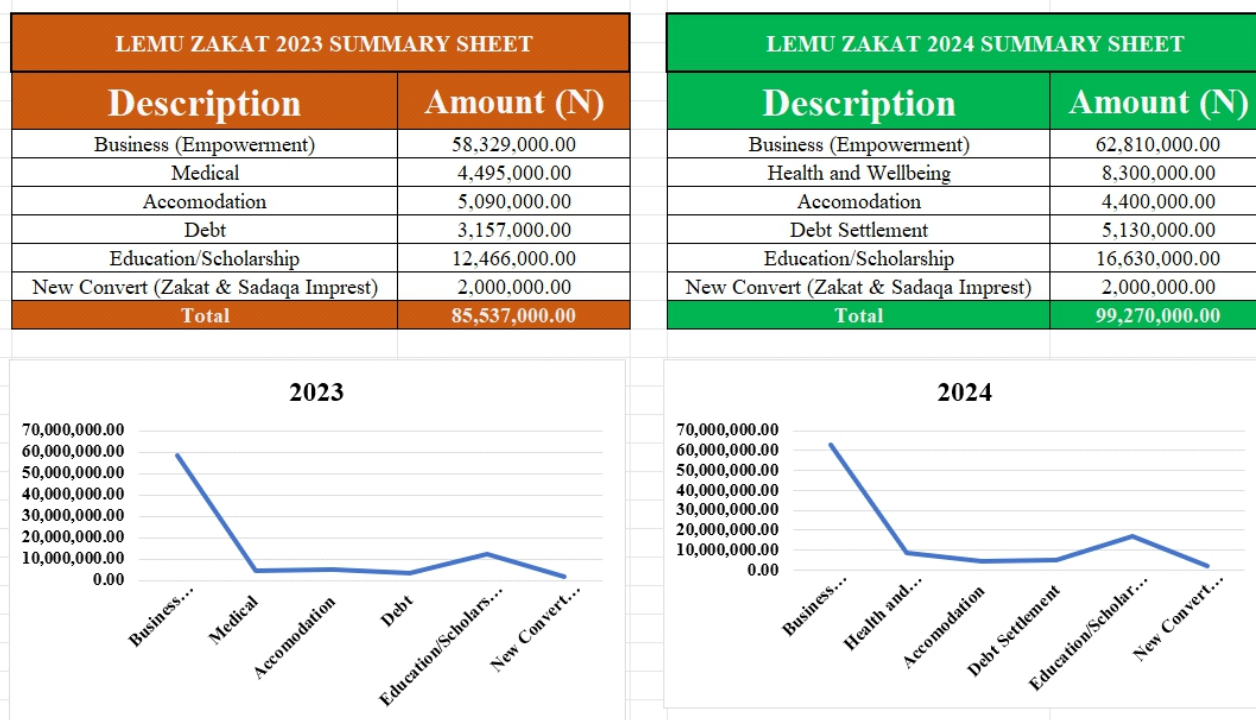 LEMU ZAKAT 2023 SUMMARY SHEET
Description Amount (N)
Business (Empowerment) 58,329,000.00
Medical 4,495,000.00
Accomodation 5,090,000.00
Debt 3,157,000.00
Education/Scholarship 12,466,000.00
New Convert (Zakat & Sadaqa Imprest) 2,000,000.00
Total 85,537,000.00
LEMU ZAKAT 2024 SUMMARY SHEET
Description Amount (N)
Business (Empowerment) 62,810,000.00
Health and Wellbeing 8,300,000.00
Accomodation 4,400,000.00
Debt Settlement 5,130,000.00
Education/Scholarship 16,630,000.00
New Convert (Zakat & Sadaqa Imprest) 2,000,000.00
Total 99,270,000.00
2023
70,000,000.00
60,000,000.00
50,000,000.00
40,000,000.00
30,000,000.00
20,000,000.00
10,000,000.00
0.00
Business...
Medical
Accomodation
Debt
Education/Scholars...
New Convert...
2024
70,000,000.00
60,000,000.00
50,000,000.00
40,000,000.00
30,000,000.00
20,000,000.00
10,000,000.00
0.00
Business...
Health and...
Accomodation
Debt Settlement
Education/Scholar...
New Convert...